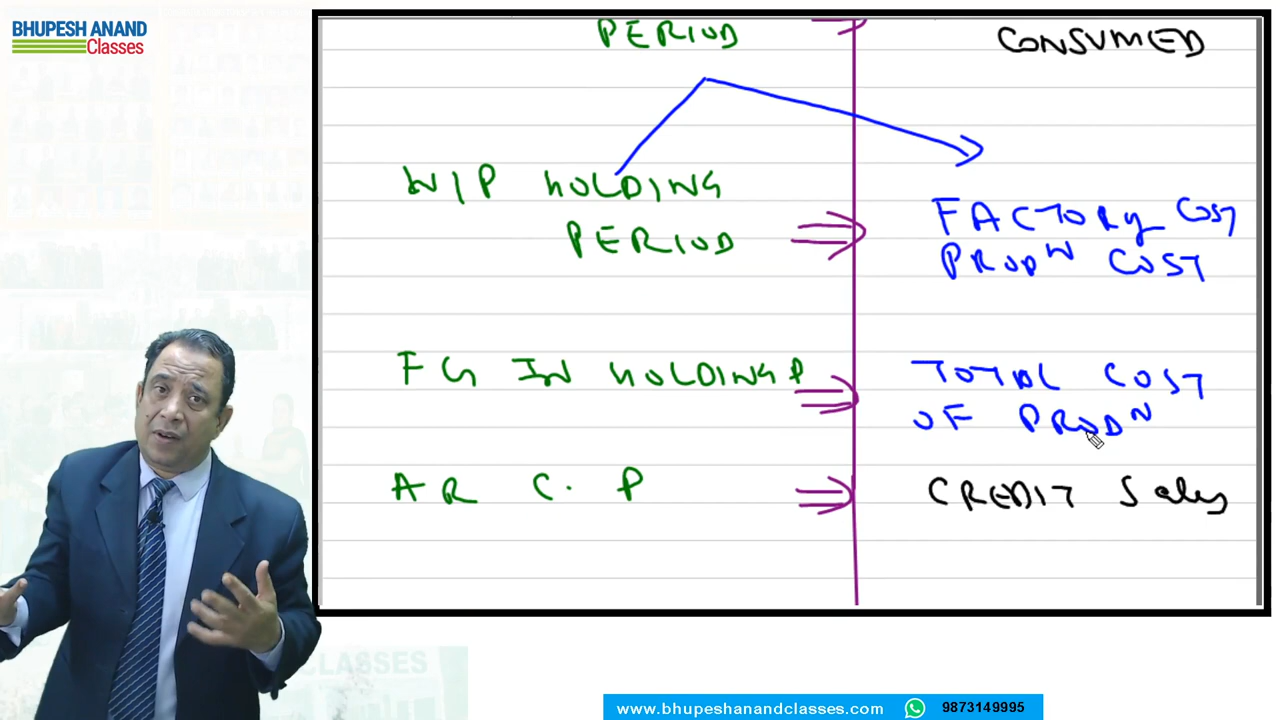 BHUPESH ANAND
Classes
PERIOD
CONSUMED
WIP HOLDING
PERIOD
FACTORY COST
PRODN COST
FG IN HOLDING P
TOTAL COST
OF PRODN
AR C. P
CREDIT Sales
CLASSES
www.bhupeshanandclasses.com
9873149995